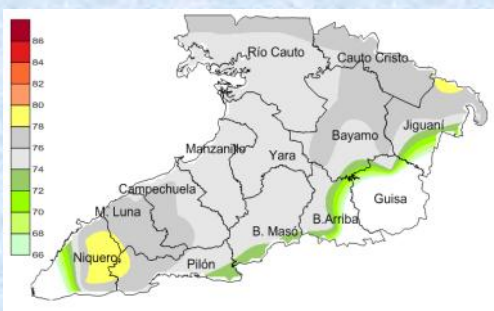 86
84
82
80
78
76
74
72
70
68
66
Río Cauto
Cauto Cristo
Jiguaní
Bayamo
Manzanillo
Yara
Guisa
Campechuela
M. Luna
B.Arriba
B. Masó
Niquero
Pilón